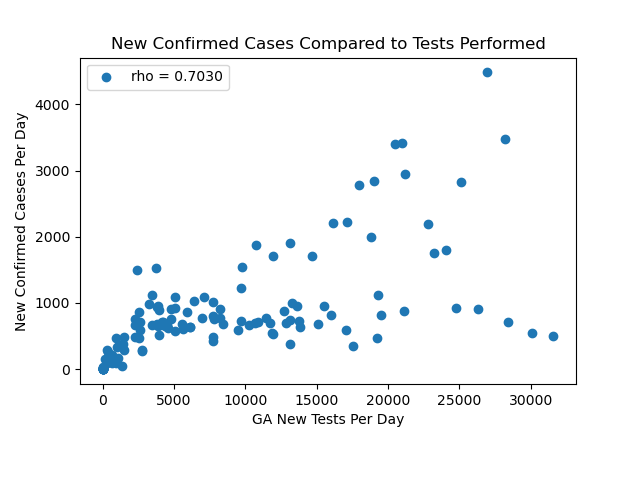 New Confirmed Cases Compared to Tests Performed
rho = 0.7030
New Confirmed Caeses Per Day
4000
3000
2000
1000
0
0 5000 10000 15000 20000 25000 30000
GA New Tests Per Day